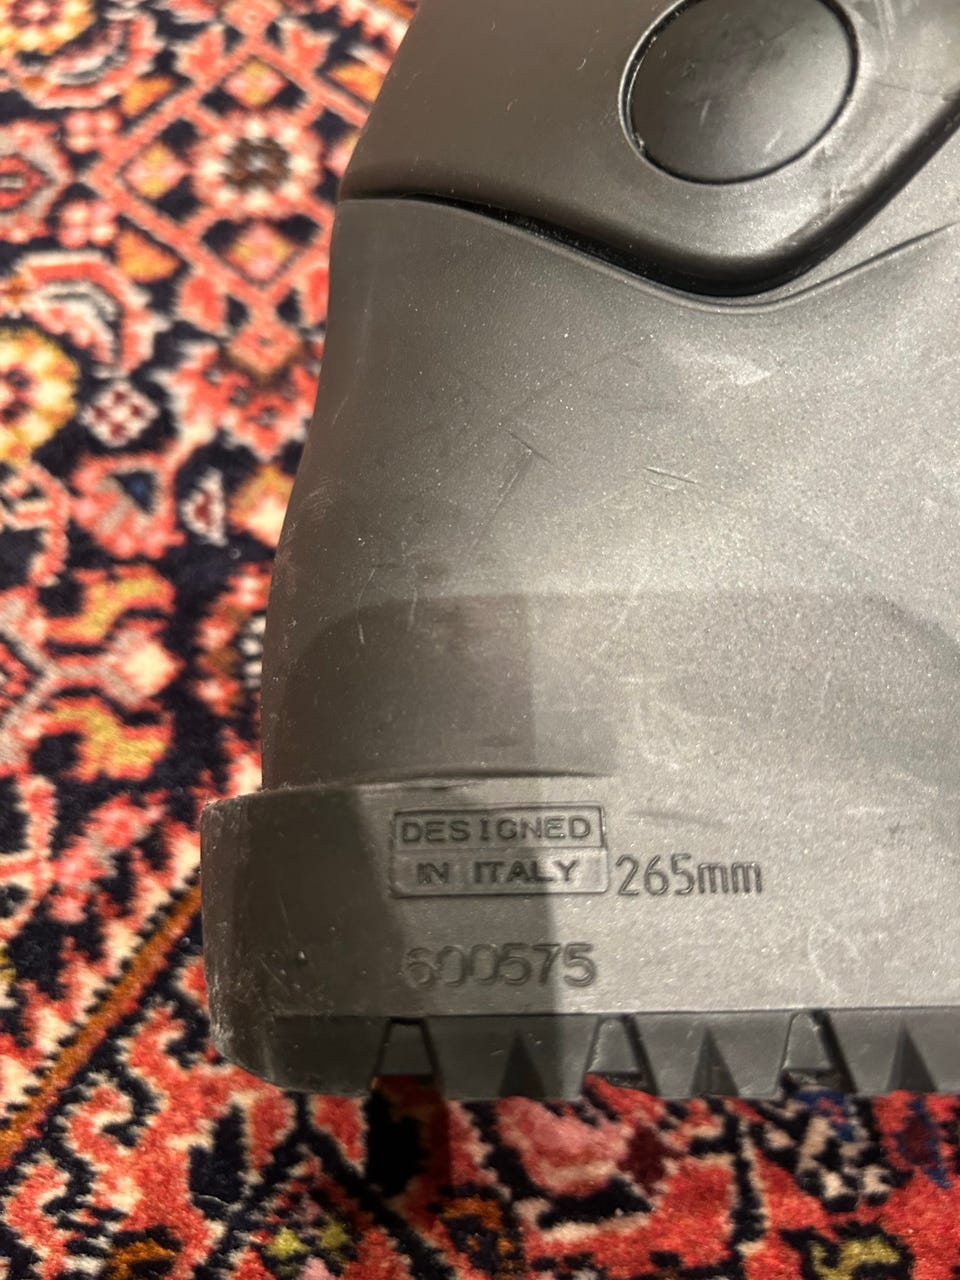 DESIGNED
IN ITALY
265mm
600575